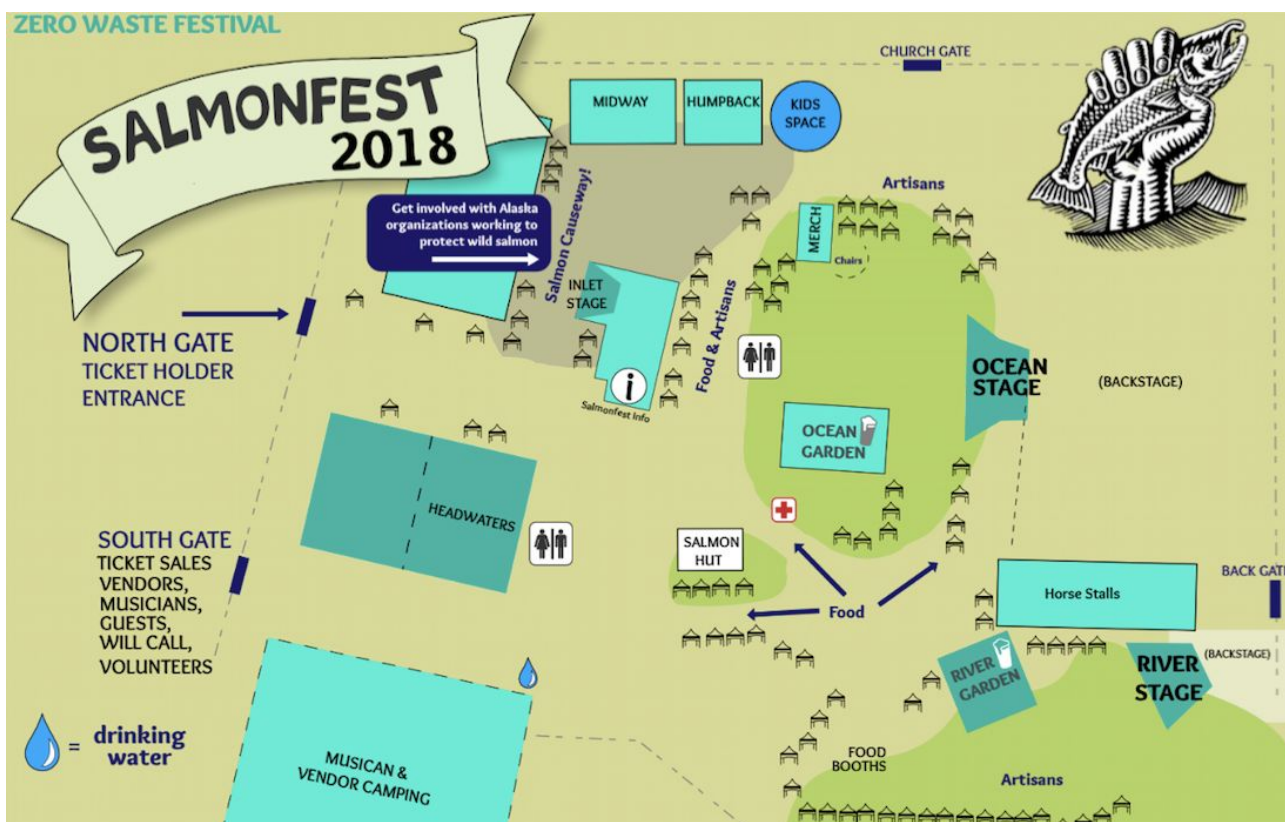 ZERO WASTE FESTIVAL
SALMONFEST
2018
CHURCH GATE
MIDWAY
HUMPBACK
KIDS
SPACE
Get involved with Alaska
organizations working to
protect wild salmon
Salmon Causeway!
Artisans
MERCH
Chairs
INLET
STAGE
Food & Artisans
NORTH GATE
TICKET HOLDER
ENTRANCE
i
Salmonfest Info
OCEAN
STAGE
(BACKSTAGE)
OCEAN
GARDEN
HEADWATERS
SOUTH GATE
TICKET SALES
VENDORS,
MUSICIANS,
GUESTS,
WILL CALL,
VOLUNTEERS
SALMON
HUT
Food
Horse Stalls
BACK GATE
RIVER
GARDEN
RIVER
STAGE
(BACKSTAGE)
= drinking
water
MUSICAN &
VENDOR CAMPING
FOOD
BOOTHS
Artisans